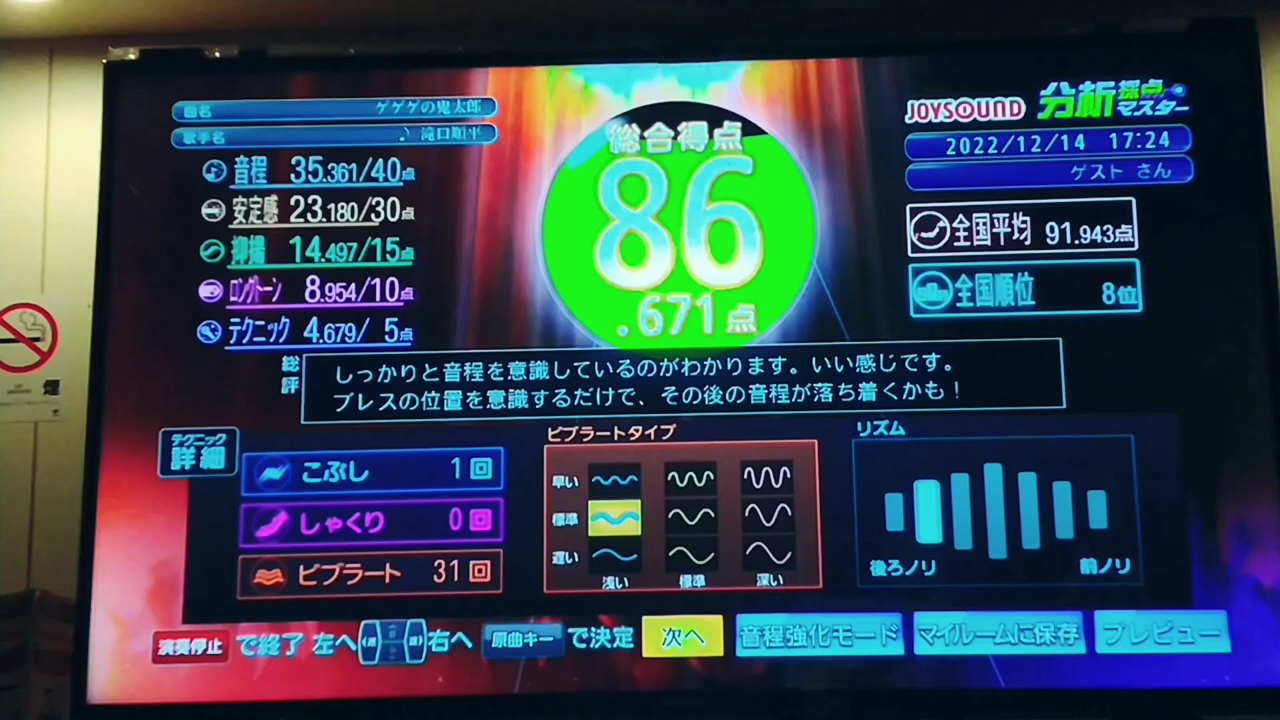 曲名 ゲゲゲの鬼太郎
歌手名 ♪ 滝口順平
JOYSOUND 分析採点マスター
2022/12/14 17:24
ゲスト さん
音程 35.361/40点
安定感 23.180/30点
抑揚 14.497/15点
ロングトーン 8.954/10点
テクニック 4.679/ 5点
総合得点
86
.671点
全国平均 91.943点
全国順位 8位
総評
しっかりと音程を意識しているのがわかります。いい感じです。
ブレスの位置を意識するだけで、その後の音程が落ち着くかも!
テクニック
詳細
こぶし 1回
しゃくり 0回
ビブラート 31回
ビブラートタイプ
早い
標準
遅い
浅い 標準 深い
リズム
後ろノリ 前ノリ
演奏停止 で終了 左へ 右へ 原曲キー で決定 次へ 音程強化モード マイルームに保存 プレビュー